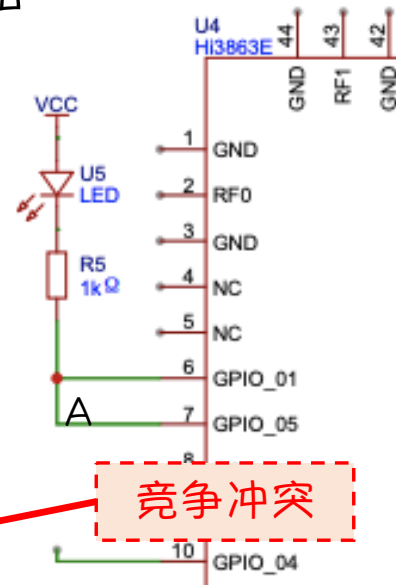 U4
Hi3863E
44
43
42
GND
RF1
GND
VCC
U5
LED
R5
1kΩ
1 GND
2 RF0
3 GND
4 NC
5 NC
6 GPIO_01
A
7 GPIO_05
8
竞争冲突
10 GPIO_04